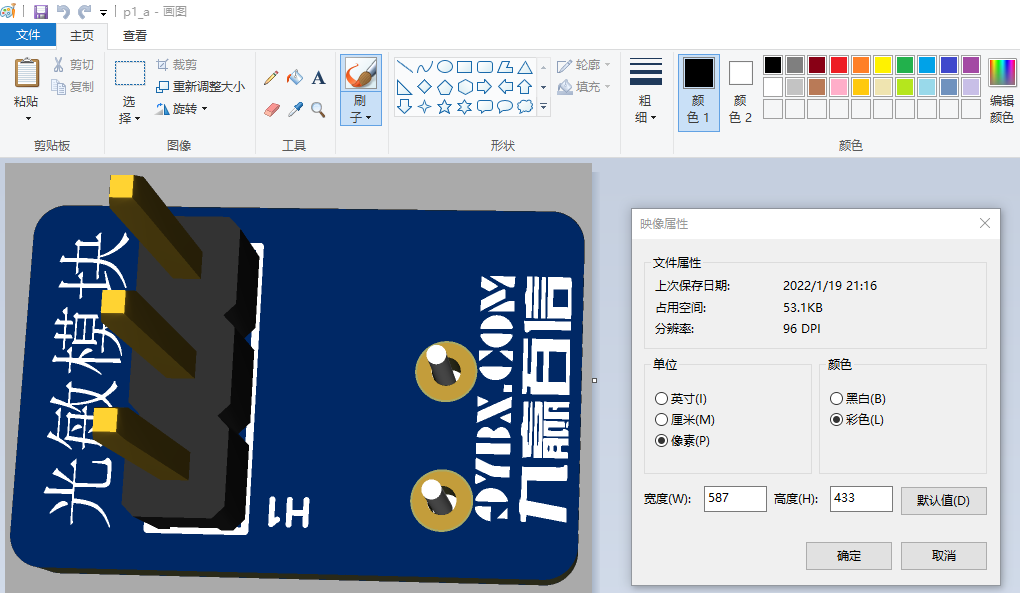 p1_a - 画图
文件 主页 查看
粘贴
剪切
复制
剪贴板
选
择
裁剪
重新调整大小
旋转
图像
A
工具
刷
子
轮廓
填充
形状
粗
细
颜
色 1
颜
色 2
编辑
颜色
颜色
光敏模块
H1
DYBX.COM
映像属性
文件属性
上次保存日期: 2022/1/19 21:16
占用空间: 53.1KB
分辨率: 96 DPI
单位
英寸(I)
厘米(M)
像素(P)
颜色
黑白(B)
彩色(L)
宽度(W): 587 高度(H): 433 默认值(D)
确定 取消